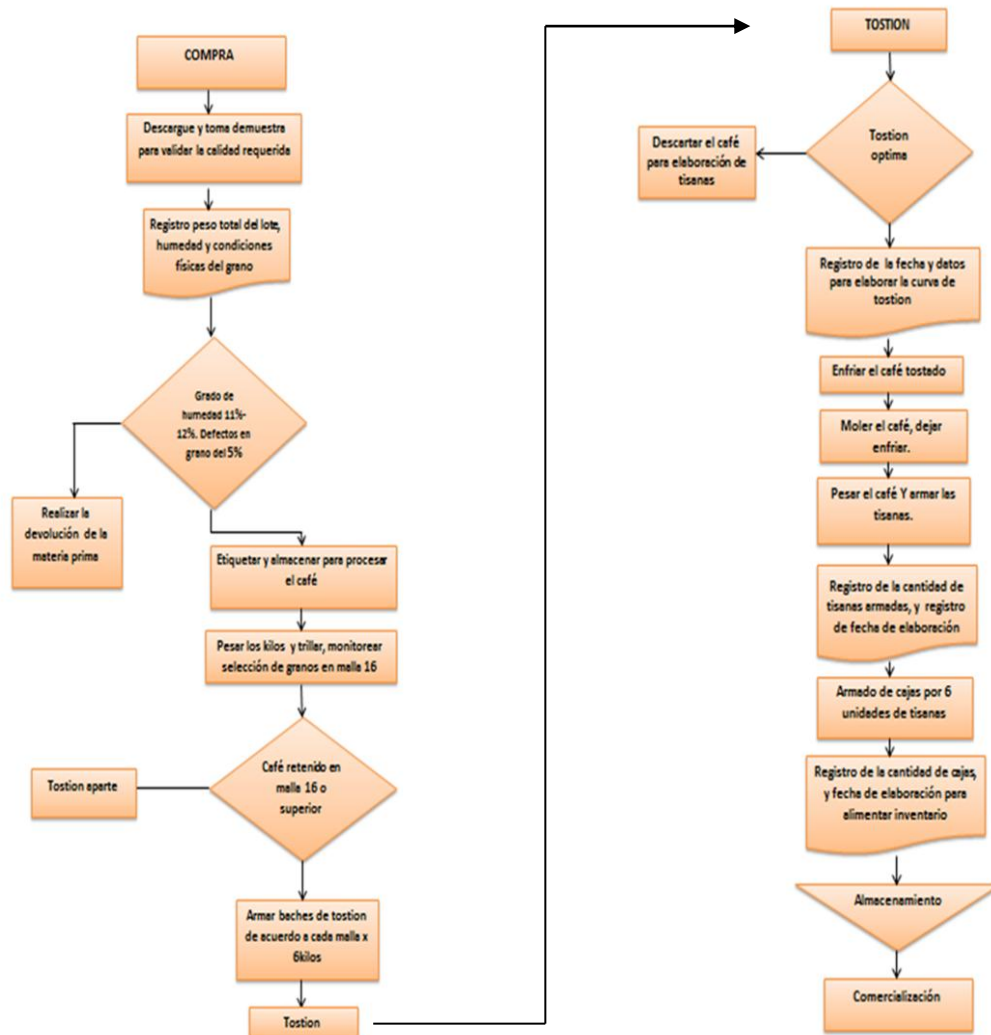 COMPRA
Descargue y toma demuestra
para validar la calidad requerida
Registro peso total del lote,
humedad y condiciones
físicas del grano
Grado de
humedad 11%-
12%. Defectos en
grano del 5%
Realizar la
devolución de la
materia prima
Etiquetar y almacenar para procesar
el café
Pesar los kilos y trillar, monitorear
selección de granos en malla 16
Café retenido en
malla 16 o
superior
Tostion aparte
Armar baches de tostion
de acuerdo a cada malla x
6kilos
Tostion
TOSTION
Tostion
optima
Descartar el café
para elaboración de
tisanas
Registro de la fecha y datos
para elaborar la curva de
tostion
Enfriar el café tostado
Moler el café, dejar
enfriar.
Pesar el café Y armar las
tisanas.
Registro de la cantidad de
tisanas armadas, y registro
de fecha de elaboración
Armado de cajas por 6
unidades de tisanas
Registro de la cantidad de cajas,
y fecha de elaboración para
alimentar inventario
Almacenamiento
Comercialización